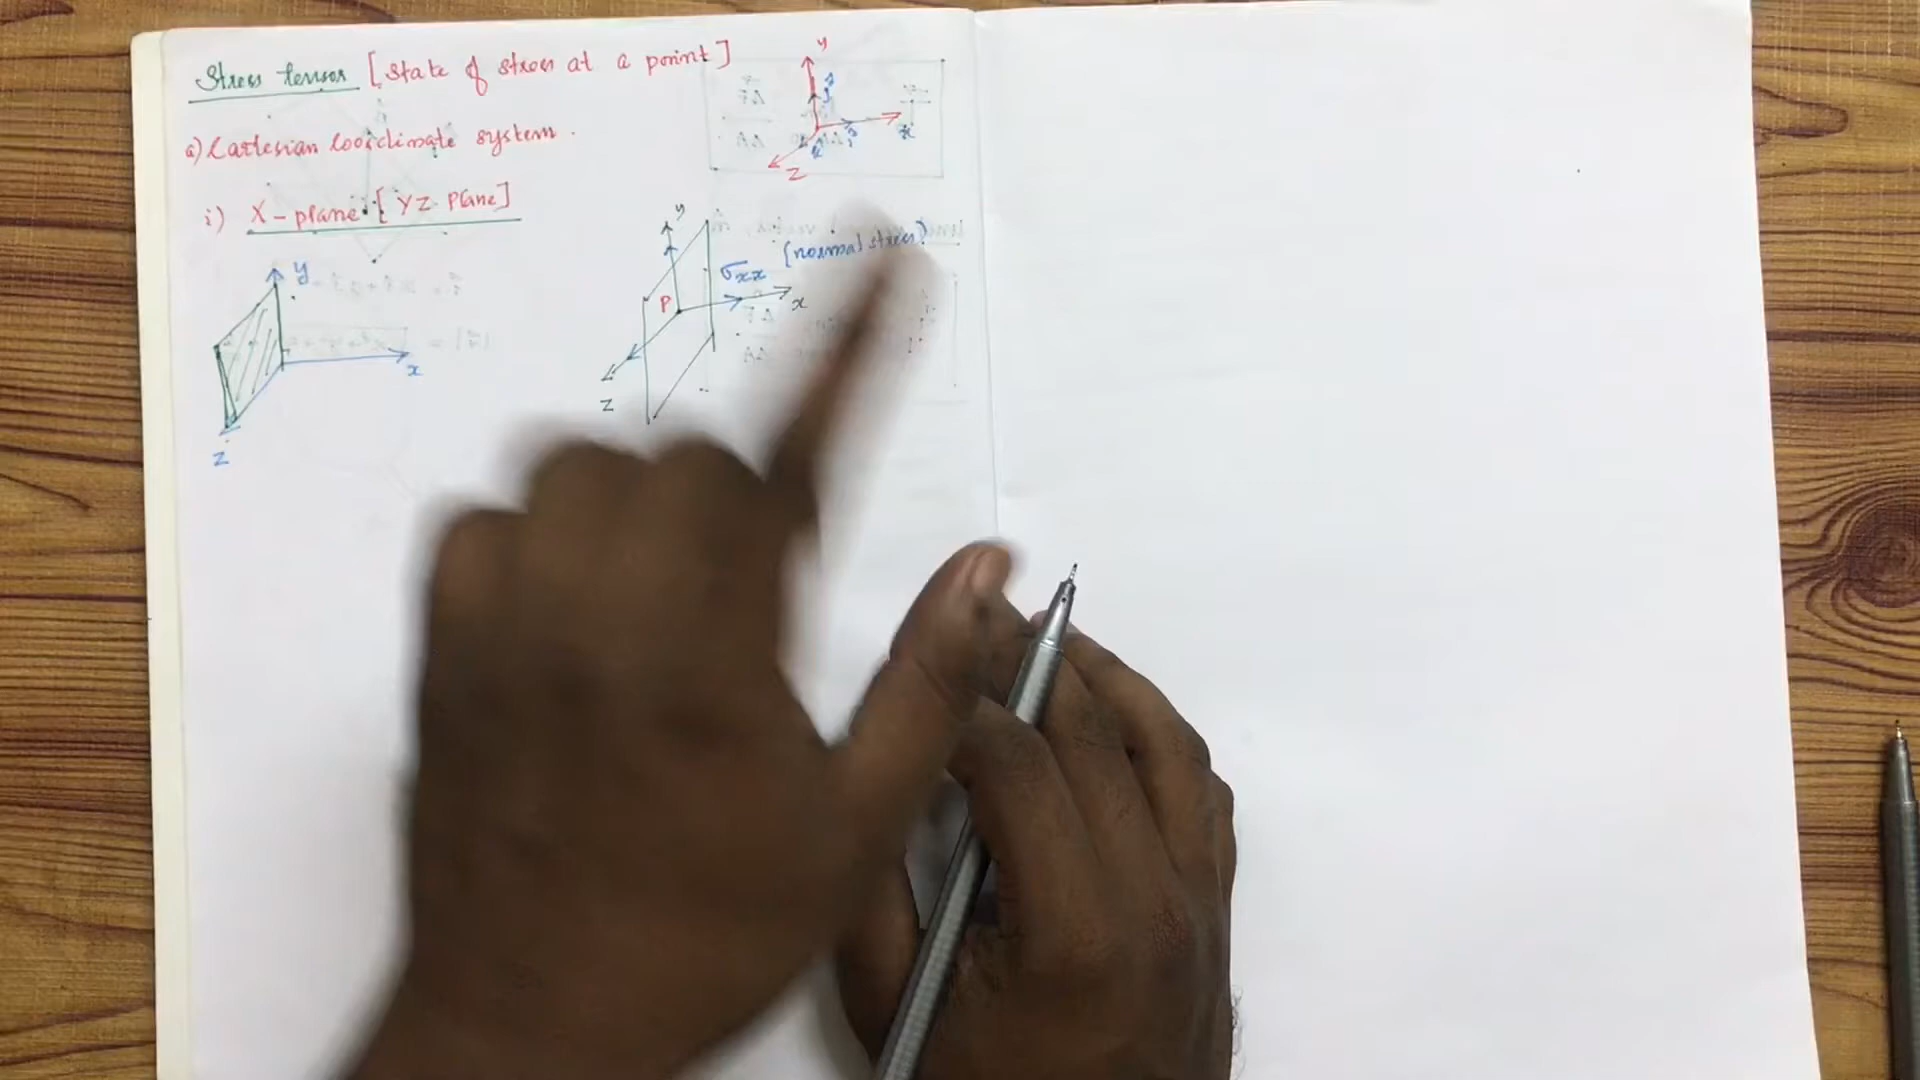 Stress tensor [state of stress at a point]
y
ĵ
î
x
k̂
z
a) Cartesian coordinate system.
i) X-plane [YZ Plane]
y
x
z
y
σxx (normal stress)
P
x
z